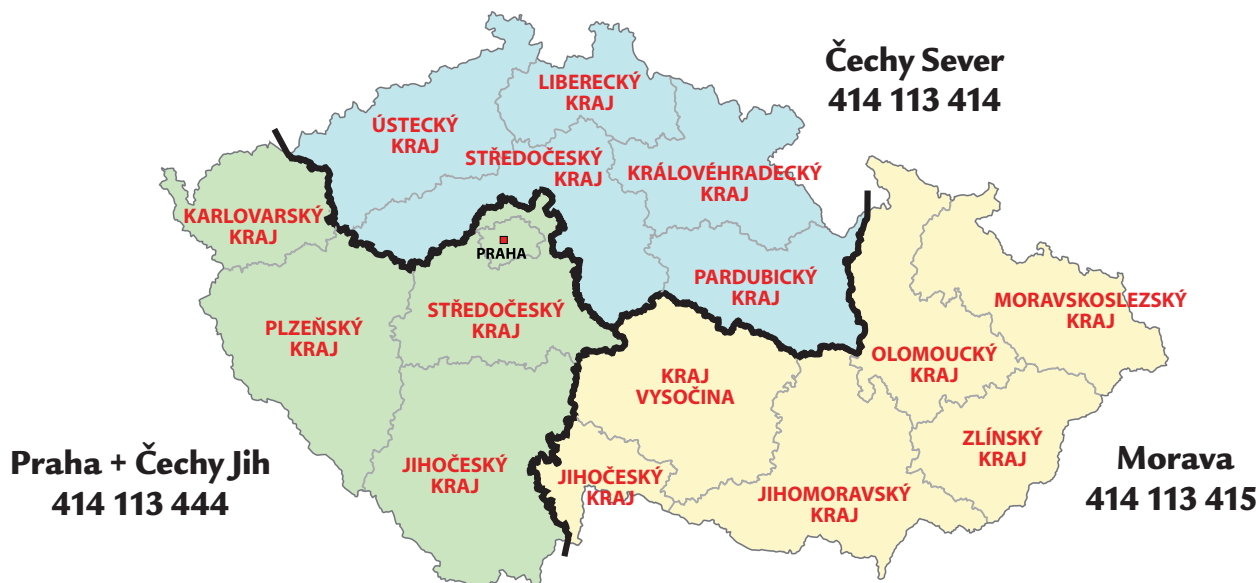 Čechy Sever
414 113 414
LIBERECKÝ
KRAJ
ÚSTECKÝ
KRAJ
STŘEDOČESKÝ
KRAJ
KRÁLOVÉHRADECKÝ
KRAJ
KARLOVARSKÝ
KRAJ
PRAHA
PARDUBICKÝ
KRAJ
STŘEDOČESKÝ
KRAJ
MORAVSKOSLEZSKÝ
KRAJ
PLZEŇSKÝ
KRAJ
OLOMOUCKÝ
KRAJ
KRAJ
VYSOČINA
ZLÍNSKÝ
KRAJ
Praha + Čechy Jih
414 113 444
JIHOČESKÝ
KRAJ
JIHOČESKÝ
KRAJ
JIHOMORAVSKÝ
KRAJ
Morava
414 113 415